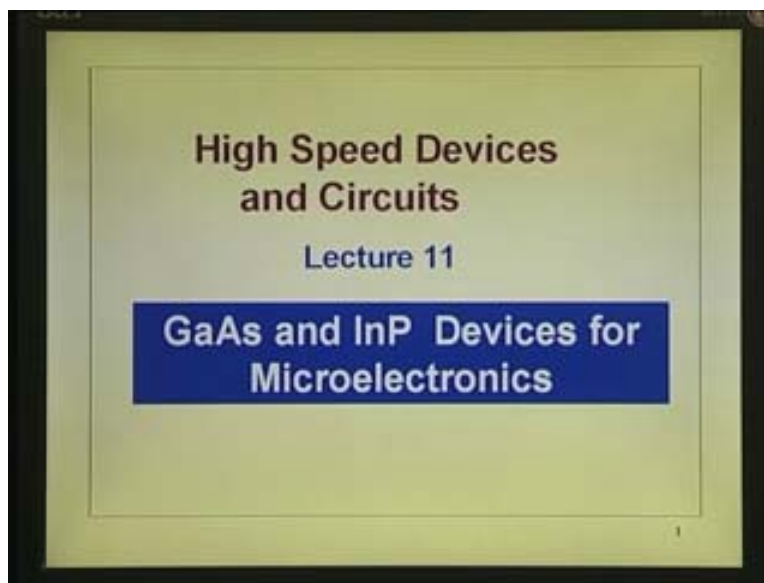 High Speed Devices
and Circuits
Lecture 11
GaAs and InP Devices for
Microelectronics
1